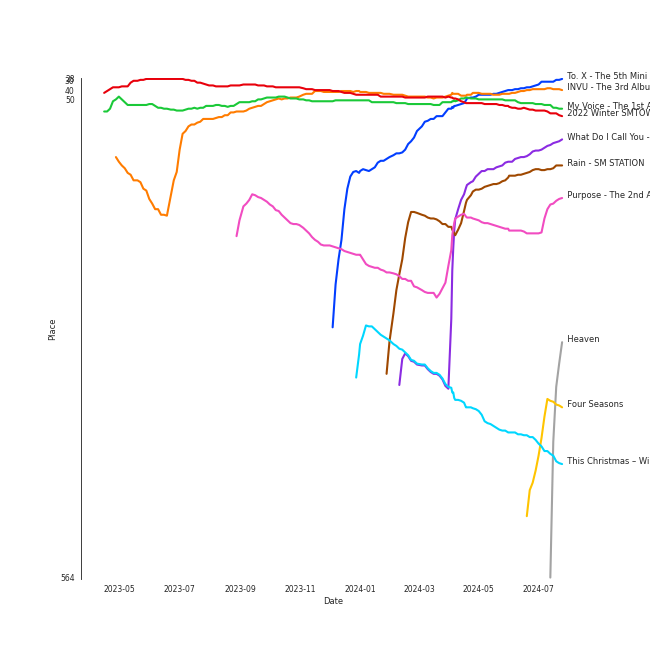 28
30
40
50
564
To. X - The 5th Mini
INVU - The 3rd Albu
My Voice - The 1st A
2022 Winter SMTOW
What Do I Call You -
Rain - SM STATION
Purpose - The 2nd A
Heaven
Four Seasons
This Christmas – Wi
Place
2023-05
2023-07
2023-09
2023-11
2024-01
2024-03
2024-05
2024-07
Date